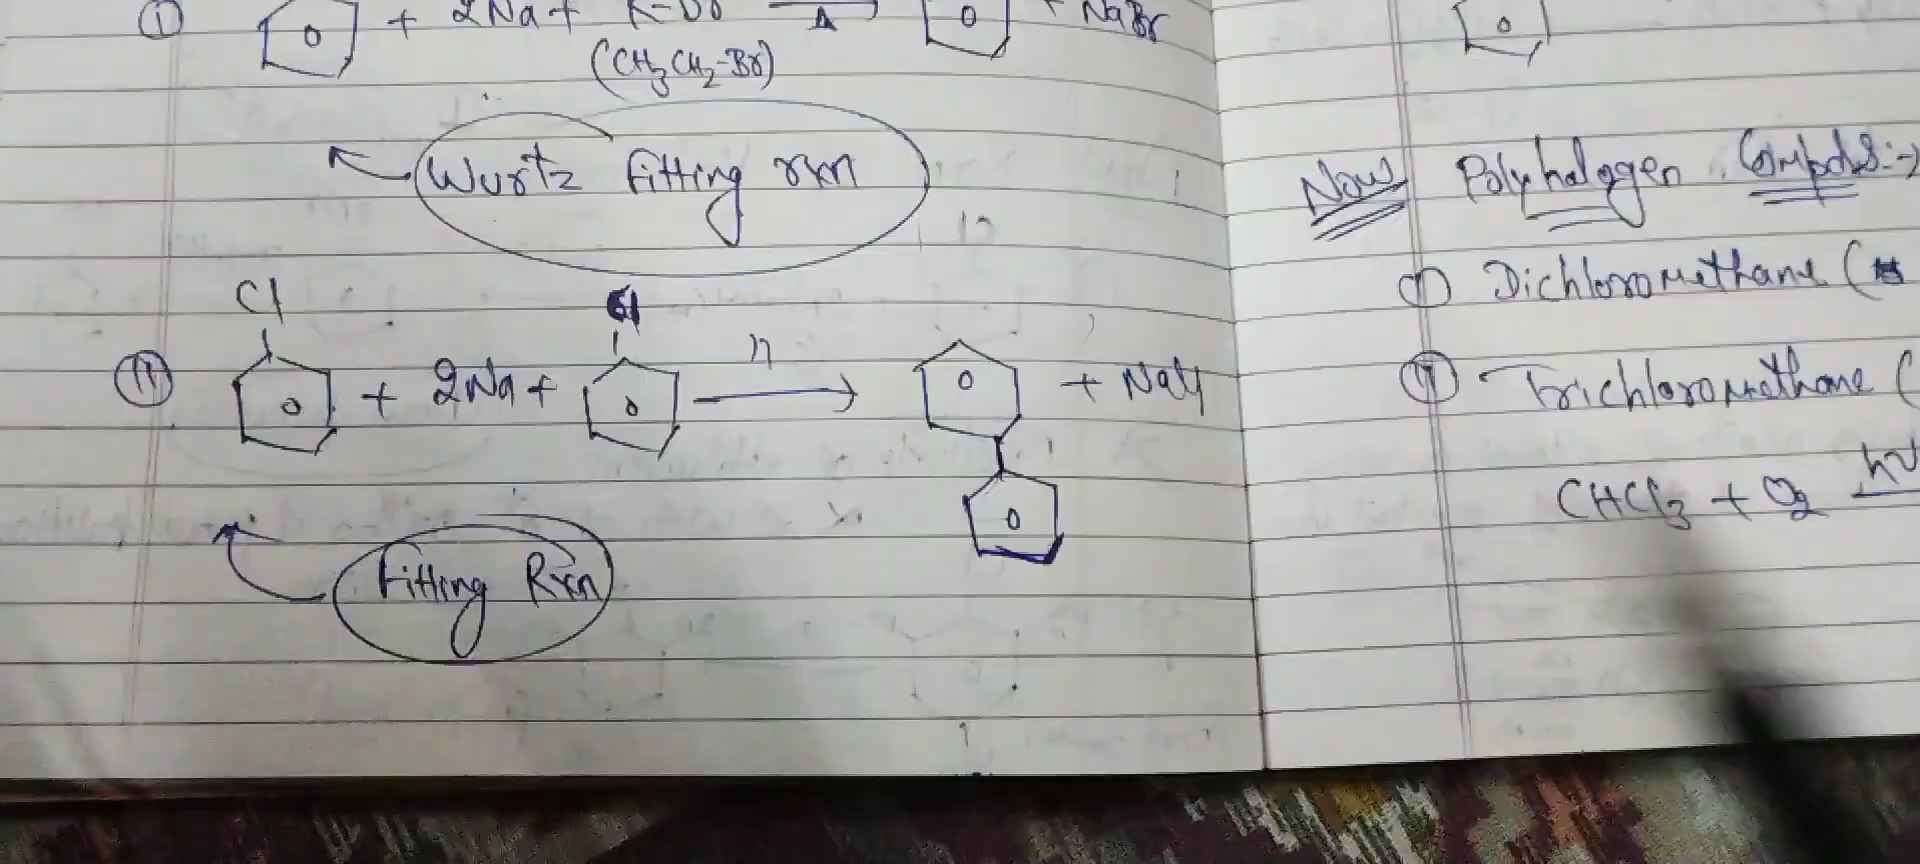 (I) + 2Na + R-Br Δ + NaBr
(CH3CH2-Br)
Wurtz fitting rxn
Cl Cl
(II) + 2Na + + NaCl
Fitting Rxn
Now Polyhalogen Compds:→
(I) Dichloromethane (
(II) Trichloromethane (
CHCl3 + O2 hν